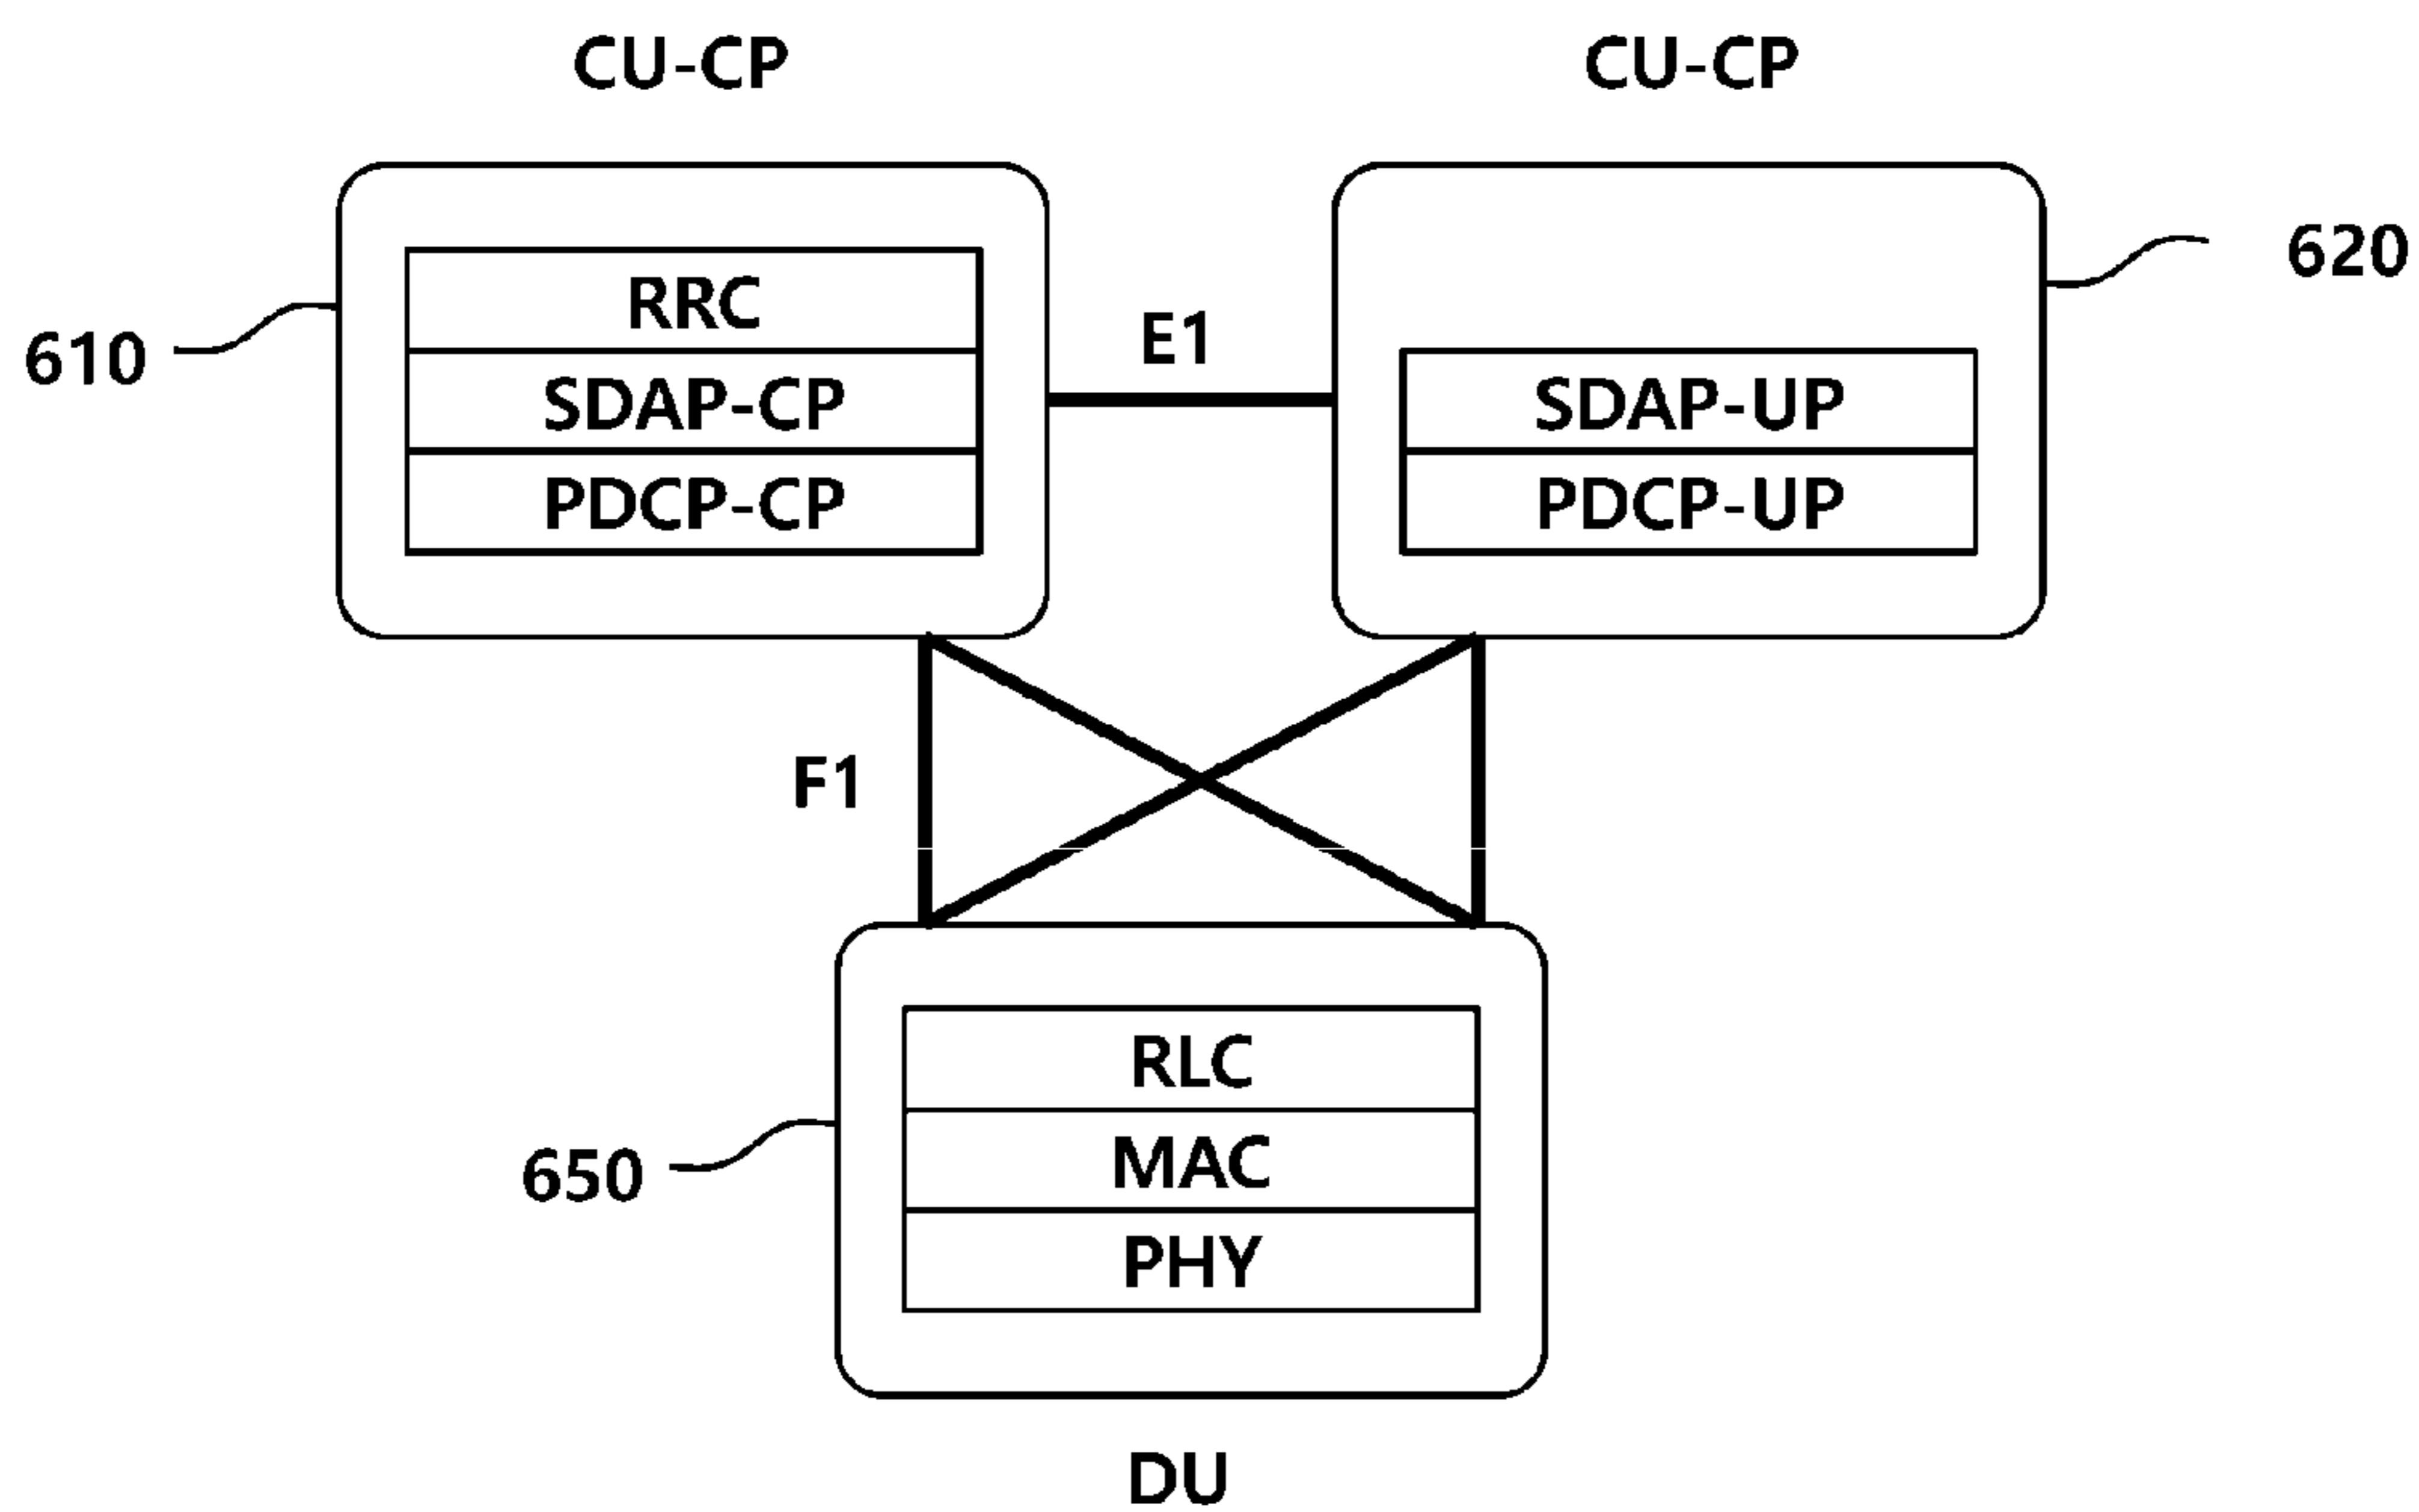 CU-CP
CU-CP
610
RRC
SDAP-CP
PDCP-CP
E1
620
SDAP-UP
PDCP-UP
F1
650
RLC
MAC
PHY
DU